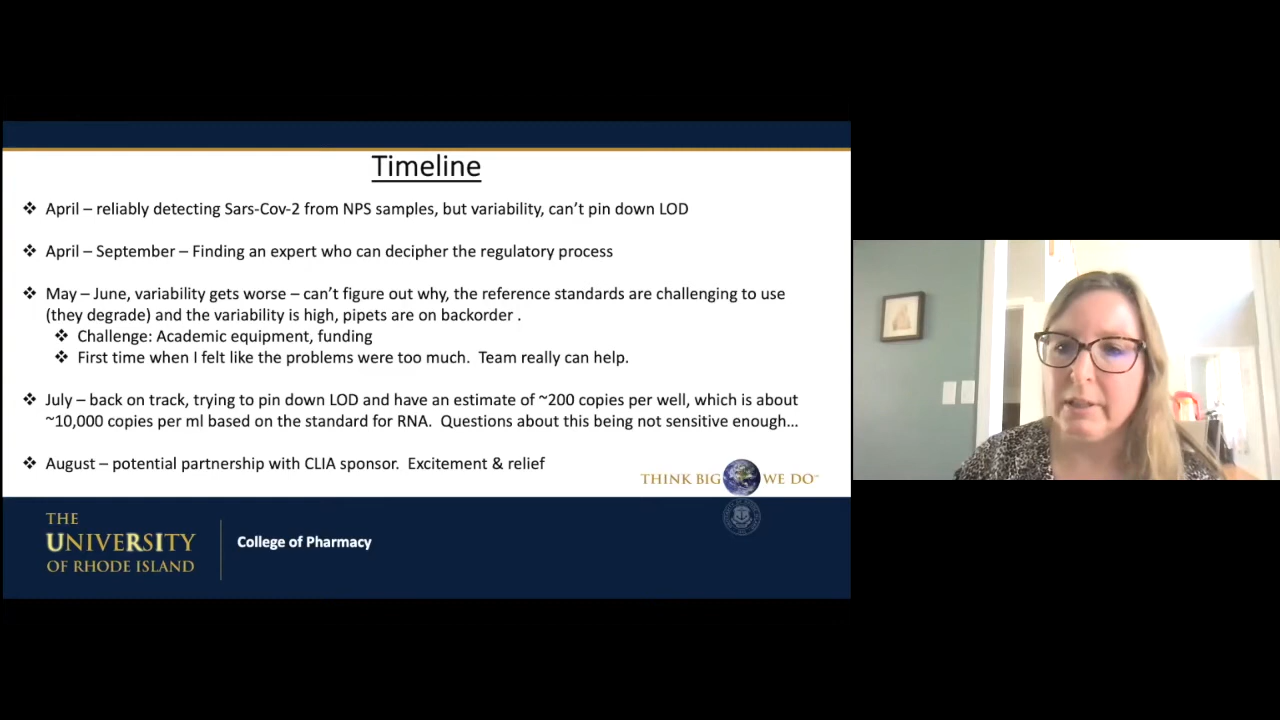 Timeline
❖ April – reliably detecting Sars-Cov-2 from NPS samples, but variability, can't pin down LOD
❖ April – September – Finding an expert who can decipher the regulatory process
❖ May – June, variability gets worse – can't figure out why, the reference standards are challenging to use
(they degrade) and the variability is high, pipets are on backorder .
❖ Challenge: Academic equipment, funding
❖ First time when I felt like the problems were too much.  Team really can help.
❖ July – back on track, trying to pin down LOD and have an estimate of ~200 copies per well, which is about
~10,000 copies per ml based on the standard for RNA.  Questions about this being not sensitive enough...
❖ August – potential partnership with CLIA sponsor.  Excitement & relief
THINK BIG WE DO℠
THE
UNIVERSITY
OF RHODE ISLAND
College of Pharmacy